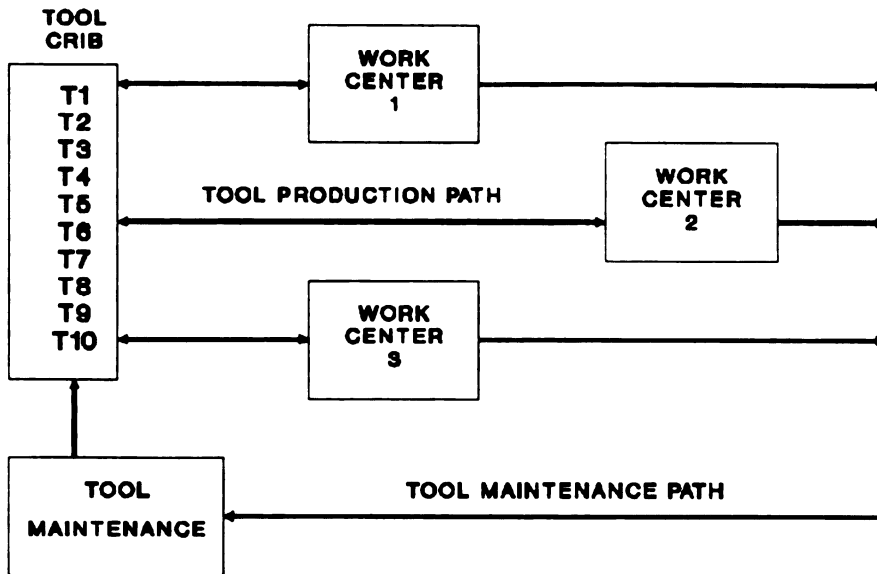 TOOL
CRIB
T1
T2
T3
T4
T5
T6
T7
T8
T9
T10
WORK
CENTER
1
TOOL PRODUCTION PATH
WORK
CENTER
2
WORK
CENTER
3
TOOL
MAINTENANCE
TOOL MAINTENANCE PATH